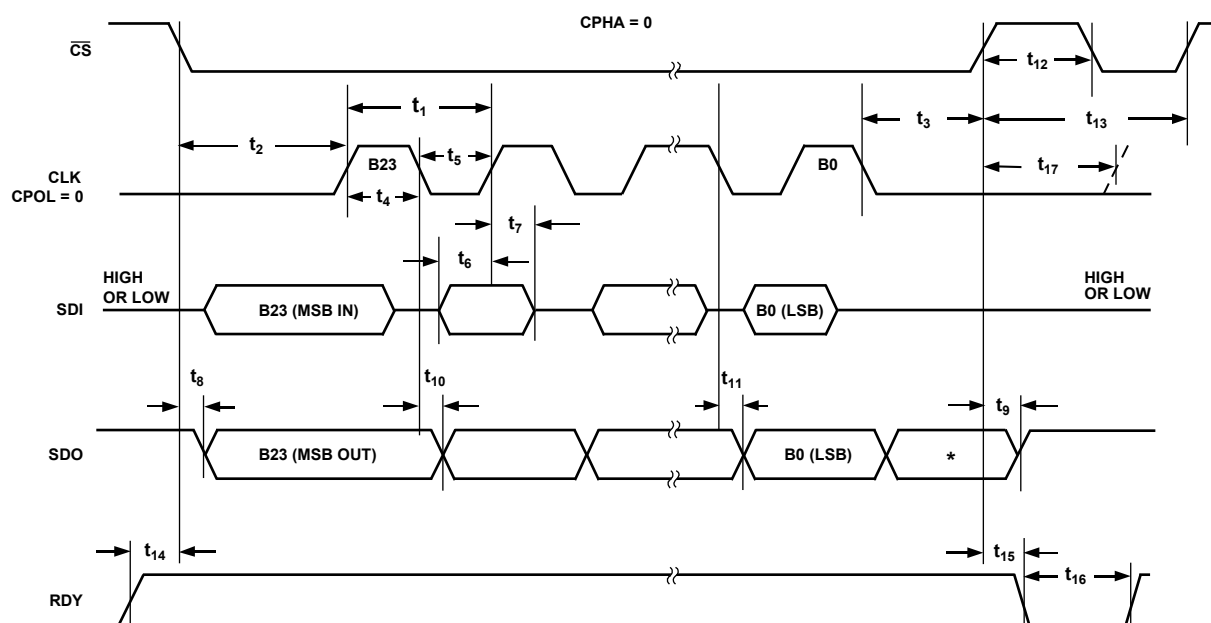 CPHA = 0
CS
t12
t1
t3
t13
t2
B23
t5
B0
t17
CLK
CPOL = 0
t4
t7
t6
HIGH
OR LOW
HIGH
OR LOW
SDI
B23 (MSB IN)
B0 (LSB)
t8
t10
t11
t9
SDO
B23 (MSB OUT)
B0 (LSB)
*
t14
t15
t16
RDY